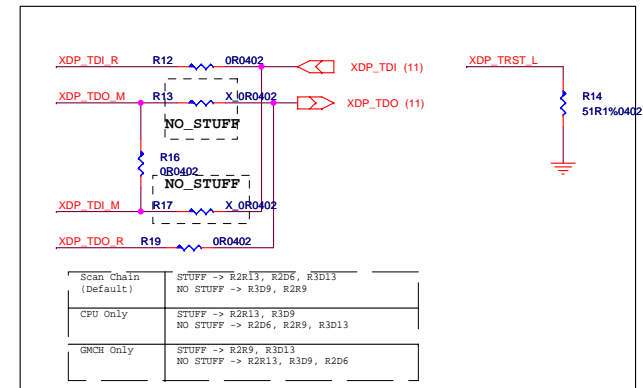 XDP_TDI_R R12 0R0402 XDP_TDI (11) XDP_TRST_L
XDP_TDO_M R13 X_0R0402 XDP_TDO (11)
R14
51R1%0402
NO_STUFF
R16
0R0402
NO_STUFF
XDP_TDI_M R17 X_0R0402
XDP_TDO_R R19 0R0402
Scan Chain STUFF -> R2R13, R2D6, R3D13
(Default) NO STUFF -> R3D9, R2R9
CPU Only STUFF -> R2R13, R3D9
NO STUFF -> R2D6, R2R9, R3D13
GMCH Only STUFF -> R2R9, R3D13
NO STUFF -> R2R13, R3D9, R2D6